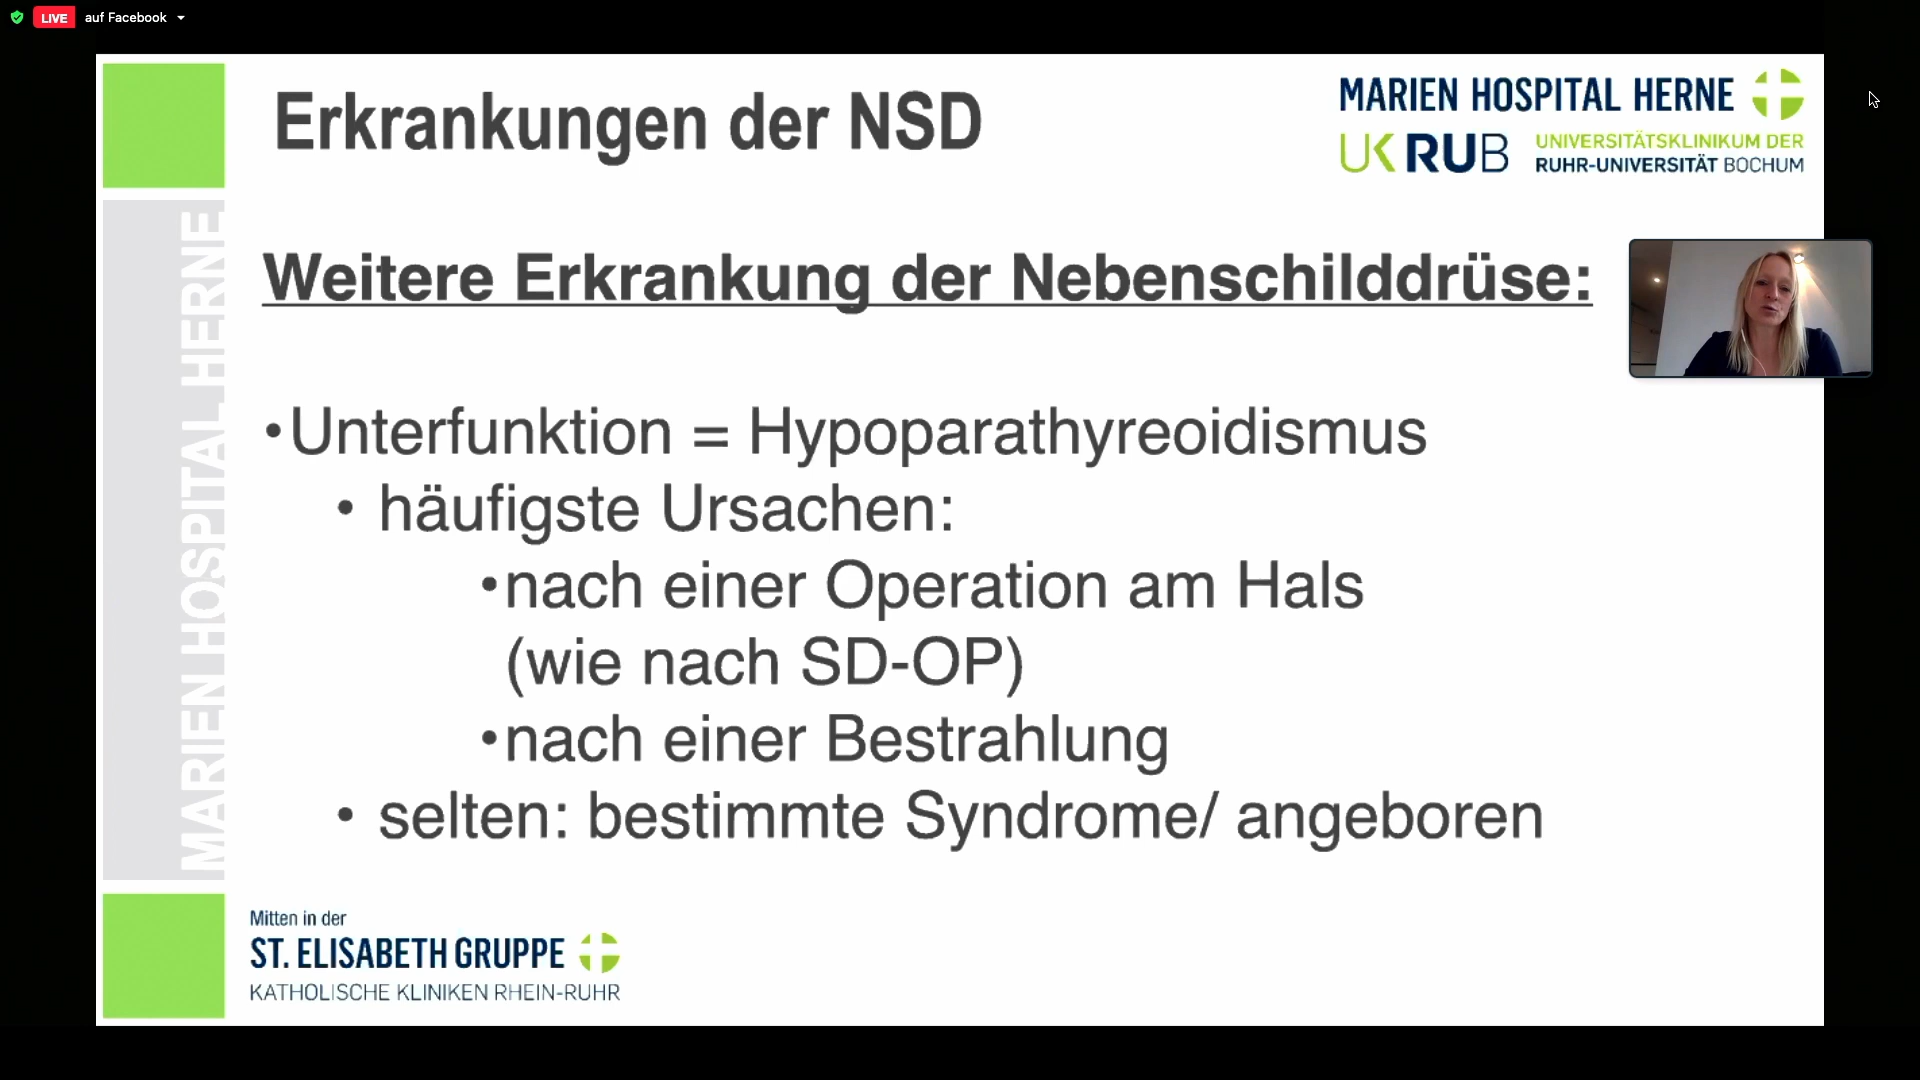 LIVE auf Facebook
Erkrankungen der NSD
MARIEN HOSPITAL HERNE
UK RUB
UNIVERSITÄTSKLINIKUM DER
RUHR-UNIVERSITÄT BOCHUM
MARIEN HOSPITAL HERNE
Weitere Erkrankung der Nebenschilddrüse:
•Unterfunktion = Hypoparathyreoidismus
• häufigste Ursachen:
•nach einer Operation am Hals
(wie nach SD-OP)
•nach einer Bestrahlung
• selten: bestimmte Syndrome/ angeboren
Mitten in der
ST. ELISABETH GRUPPE
KATHOLISCHE KLINIKEN RHEIN-RUHR